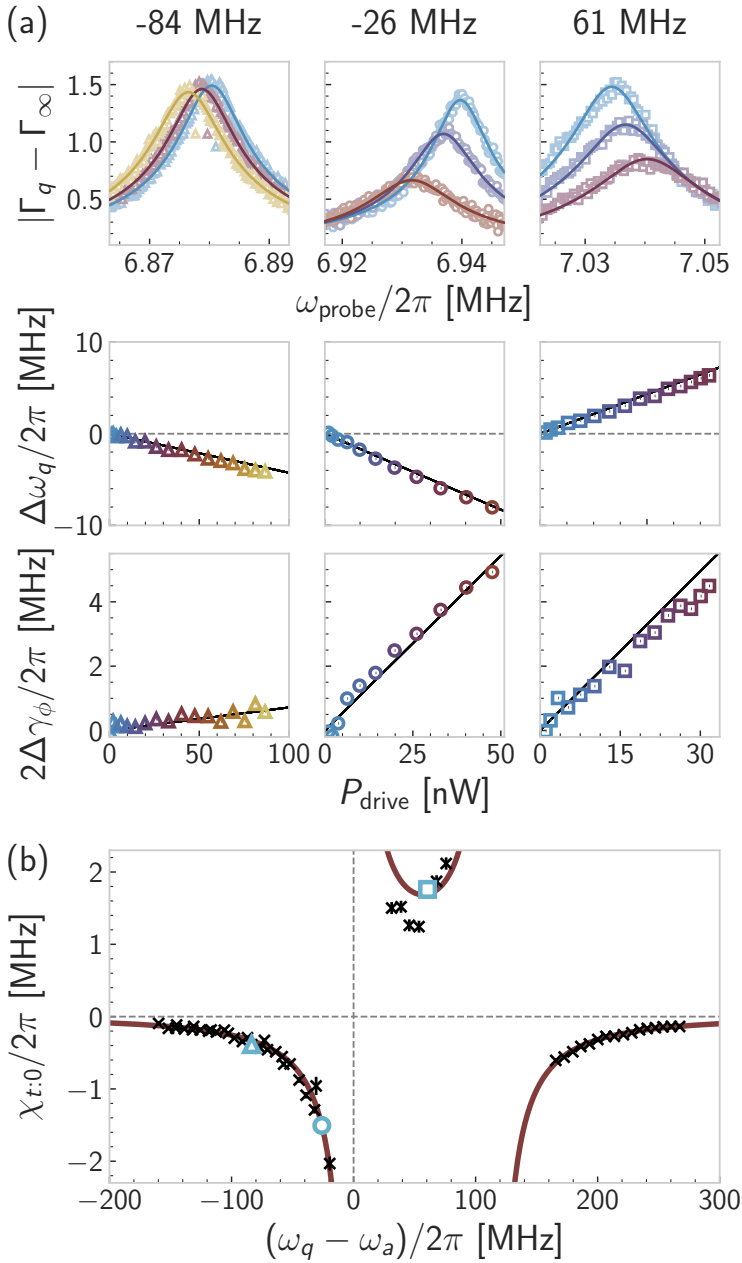 (a) -84 MHz -26 MHz 61 MHz
|Γq − Γ∞|
1.5
1.0
0.5
6.87 6.89 6.92 6.94 7.03 7.05
ωprobe/2π [MHz]
Δωq/2π [MHz]
10
0
−10
2Δγϕ/2π [MHz]
4
2
0
0 50 100 0 25 50 0 15 30
Pdrive [nW]
(b)
χt:0/2π [MHz]
2
1
0
−1
−2
−200 −100 0 100 200 300
(ωq − ωa)/2π [MHz]